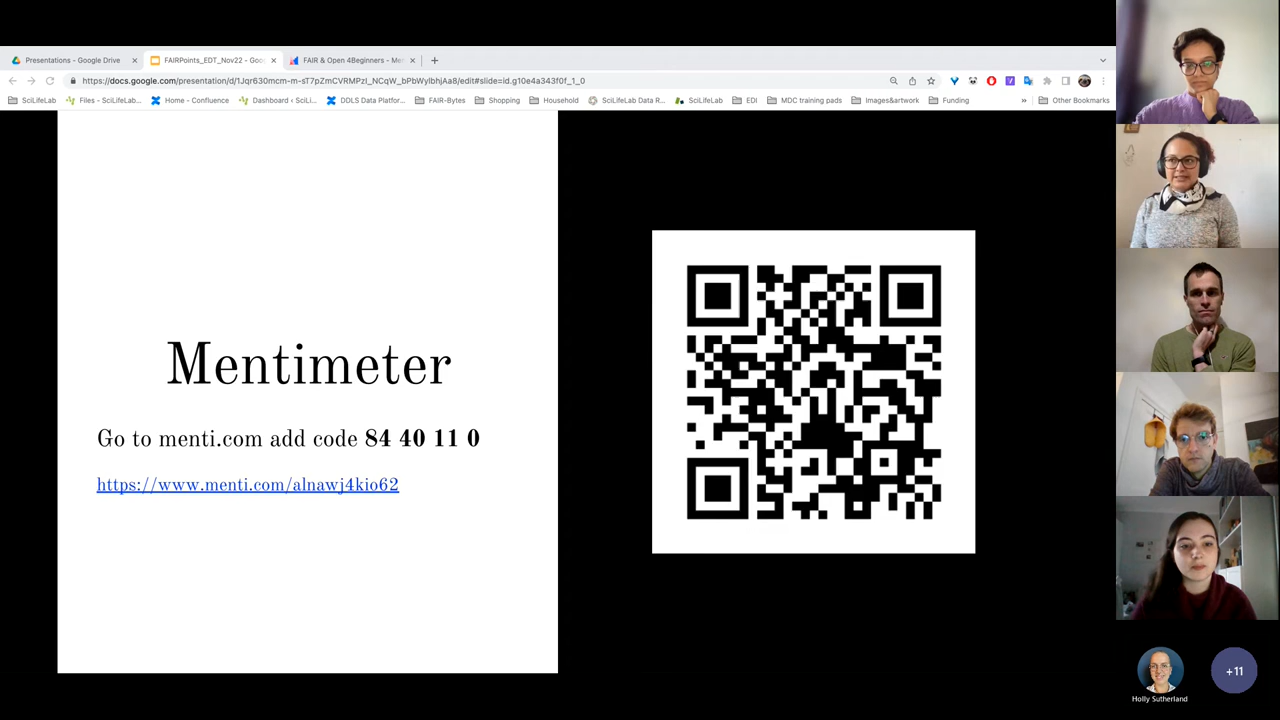 Presentations - Google Drive
FAIRPoints_EDT_Nov22 - Goo
FAIR & Open 4Beginners - Men
https://docs.google.com/presentation/d/1Jqr630mcm-m-sT7pZmCVRMPzI_NCqW_bPbWylbhjAa8/edit#slide=id.g10e4a343f0f_1_0
SciLifeLab
Files - SciLifeLab...
Home - Confluence
Dashboard ‹ SciLi...
DDLS Data Platfor...
FAIR-Bytes
Shopping
Household
SciLifeLab Data R...
SciLifeLab
EDI
MDC training pads
Images&artwork
Funding
»
Other Bookmarks
Mentimeter
Go to menti.com add code 84 40 11 0
https://www.menti.com/alnawj4kio62
Holly Sutherland
+11